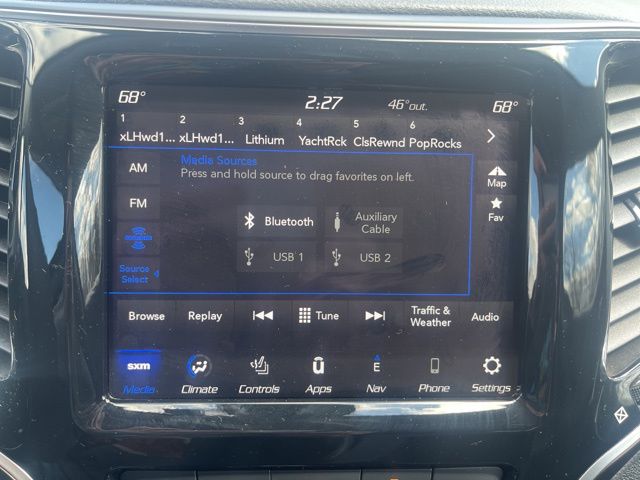 68° 2:27 46°out. 68°
1 2 3 4 5 6
xLHwd1... xLHwd1... Lithium YachtRck ClsRewnd PopRocks
AM
FM
Source
Select
Media Sources
Press and hold source to drag favorites on left.
Bluetooth
Auxiliary
Cable
USB 1 USB 2
Map
Fav
Browse Replay Tune Traffic &
Weather Audio
sxm E
Media Climate Controls Apps Nav Phone Settings